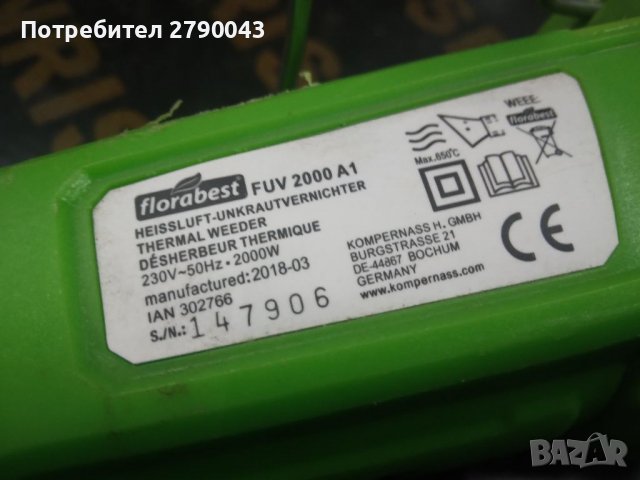 Потребител 2790043
florabest FUV 2000 A1
HEISSLUFT-UNKRAUTVERNICHTER
THERMAL WEEDER
DÉSHERBEUR THERMIQUE
230V~50Hz • 2000W
manufactured: 2018-03
IAN 302766
S./N.: 147906
Max. 650°C
WEEE:
florabest
KOMPERNASS H. GMBH
BURGSTRASSE 21
DE-44867 BOCHUM
GERMANY
www.kompernass.com
CE
BAZAR